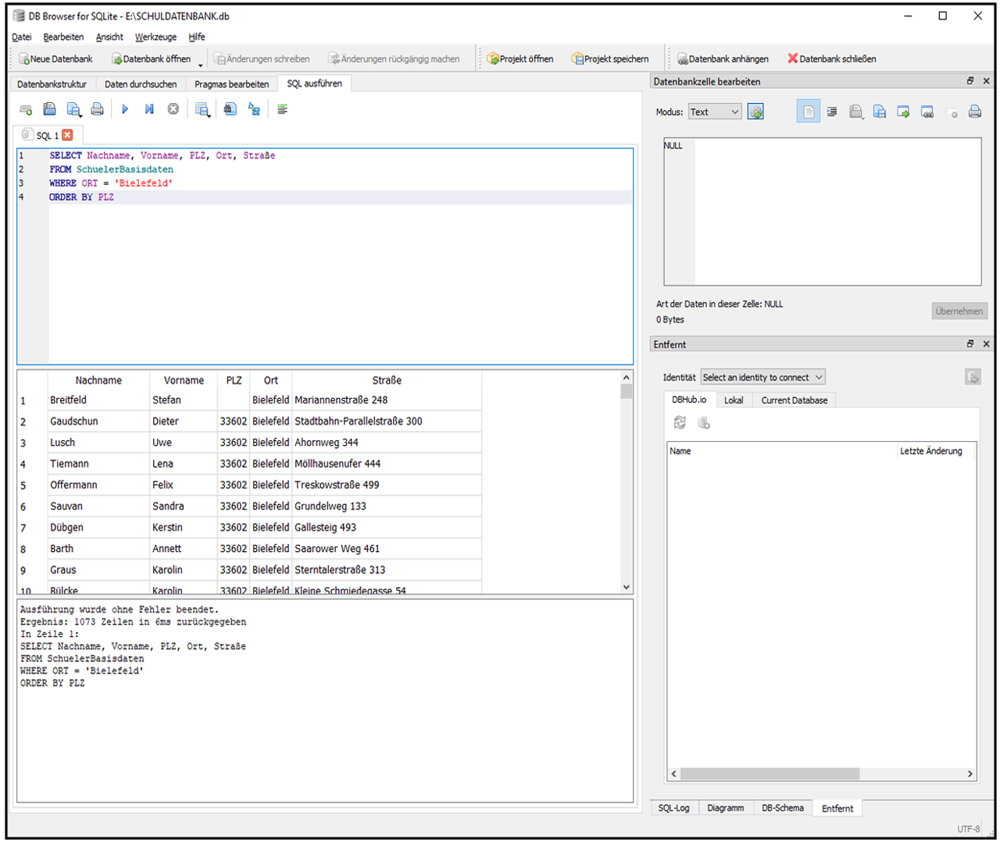 DB Browser for SQLite - E:\SCHULDATENBANK.db
Datei Bearbeiten Ansicht Werkzeuge Hilfe
Neue Datenbank Datenbank öffnen Änderungen schreiben Änderungen rückgängig machen Projekt öffnen Projekt speichern Datenbank anhängen Datenbank schließen
Datenbankstruktur Daten durchsuchen Pragmas bearbeiten SQL ausführen
SQL 1
1 SELECT Nachname, Vorname, PLZ, Ort, Straße
2 FROM SchuelerBasisdaten
3 WHERE ORT = 'Bielefeld'
4 ORDER BY PLZ
Nachname Vorname PLZ Ort Straße
1 Breitfeld Stefan Bielefeld Mariannenstraße 248
2 Gaudschun Dieter 33602 Bielefeld Stadtbahn-Parallelstraße 300
3 Lusch Uwe 33602 Bielefeld Ahornweg 344
4 Tiemann Lena 33602 Bielefeld Möllhausenufer 444
5 Offermann Felix 33602 Bielefeld Treskowstraße 499
6 Sauvan Sandra 33602 Bielefeld Grundelweg 133
7 Dübgen Kerstin 33602 Bielefeld Gallesteig 493
8 Barth Annett 33602 Bielefeld Saarower Weg 461
9 Graus Karolin 33602 Bielefeld Sterntalerstraße 313
10 Bülcke Karolin 33602 Bielefeld Kleine Schmiedegasse 54
Ausführung wurde ohne Fehler beendet.
Ergebnis: 1073 Zeilen in 6ms zurückgegeben
In Zeile 1:
SELECT Nachname, Vorname, PLZ, Ort, Straße
FROM SchuelerBasisdaten
WHERE ORT = 'Bielefeld'
ORDER BY PLZ
Datenbankzelle bearbeiten
Modus: Text
NULL
Art der Daten in dieser Zelle: NULL
0 Bytes
Übernehmen
Entfernt
Identität Select an identity to connect
DBHub.io Lokal Current Database
Name Letzte Änderung
SQL-Log Diagramm DB-Schema Entfernt
UTF-8